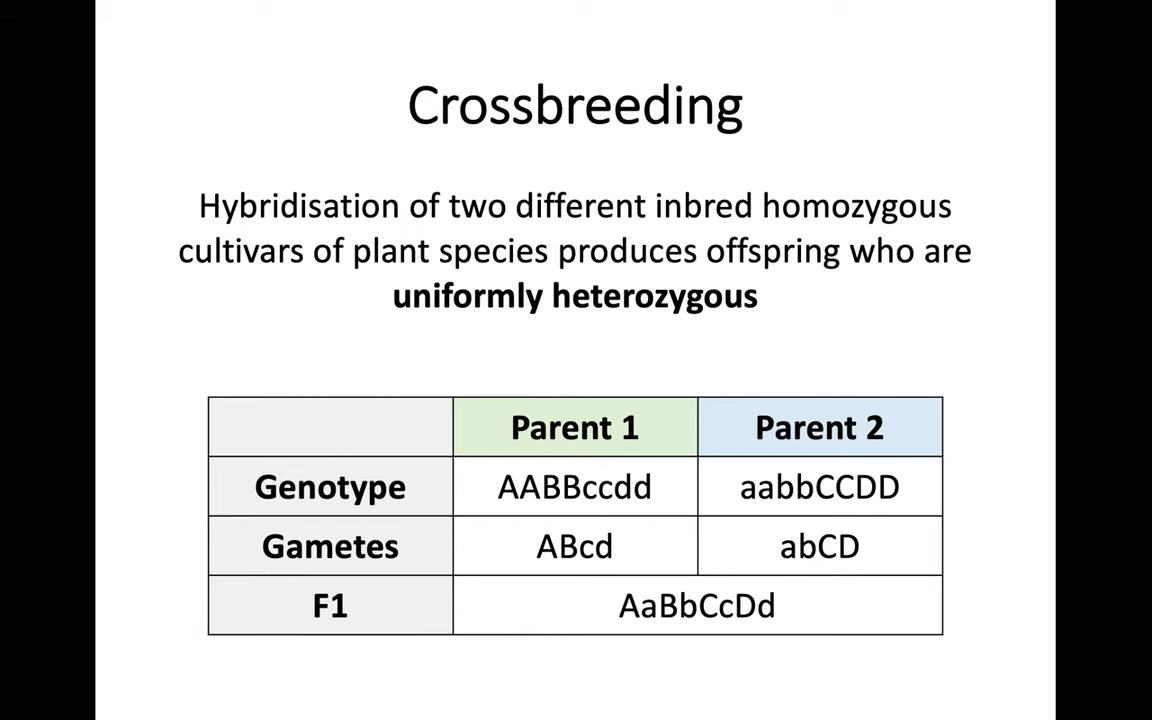 Crossbreeding
Hybridisation of two different inbred homozygous
cultivars of plant species produces offspring who are
uniformly heterozygous
Parent 1 Parent 2
Genotype AABBccdd aabbCCDD
Gametes ABcd abCD
F1 AaBbCcDd